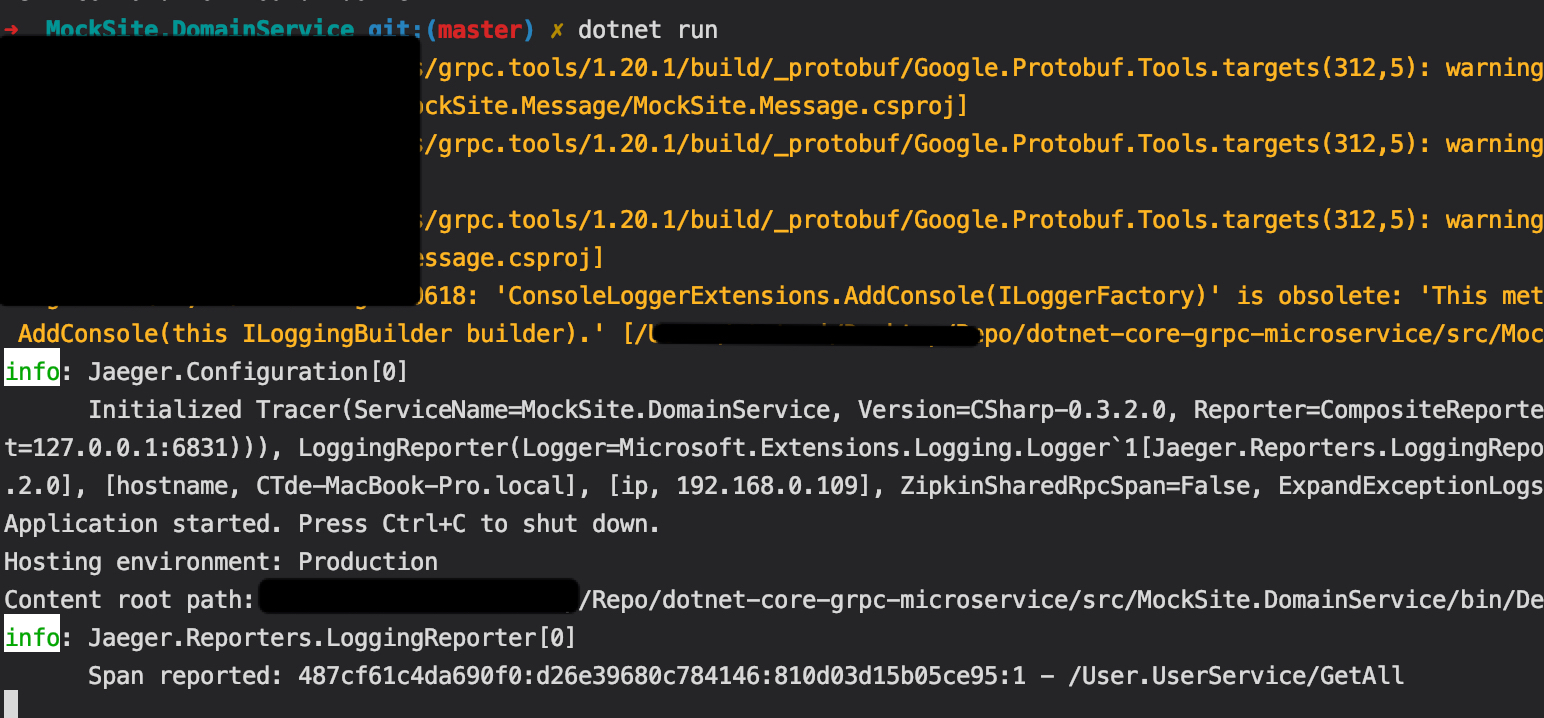 ➜ MockSite.DomainService git:(master) ✗ dotnet run
/grpc.tools/1.20.1/build/_protobuf/Google.Protobuf.Tools.targets(312,5): warning
ockSite.Message/MockSite.Message.csproj]
/grpc.tools/1.20.1/build/_protobuf/Google.Protobuf.Tools.targets(312,5): warning
/grpc.tools/1.20.1/build/_protobuf/Google.Protobuf.Tools.targets(312,5): warning
essage.csproj]
0618: 'ConsoleLoggerExtensions.AddConsole(ILoggerFactory)' is obsolete: 'This met
AddConsole(this ILoggingBuilder builder).' [/ epo/dotnet-core-grpc-microservice/src/Moc
info: Jaeger.Configuration[0]
Initialized Tracer(ServiceName=MockSite.DomainService, Version=CSharp-0.3.2.0, Reporter=CompositeReporte
t=127.0.0.1:6831))), LoggingReporter(Logger=Microsoft.Extensions.Logging.Logger`1[Jaeger.Reporters.LoggingRepo
.2.0], [hostname, CTde-MacBook-Pro.local], [ip, 192.168.0.109], ZipkinSharedRpcSpan=False, ExpandExceptionLogs
Application started. Press Ctrl+C to shut down.
Hosting environment: Production
Content root path: /Repo/dotnet-core-grpc-microservice/src/MockSite.DomainService/bin/De
info: Jaeger.Reporters.LoggingReporter[0]
Span reported: 487cf61c4da690f0:d26e39680c784146:810d03d15b05ce95:1 - /User.UserService/GetAll